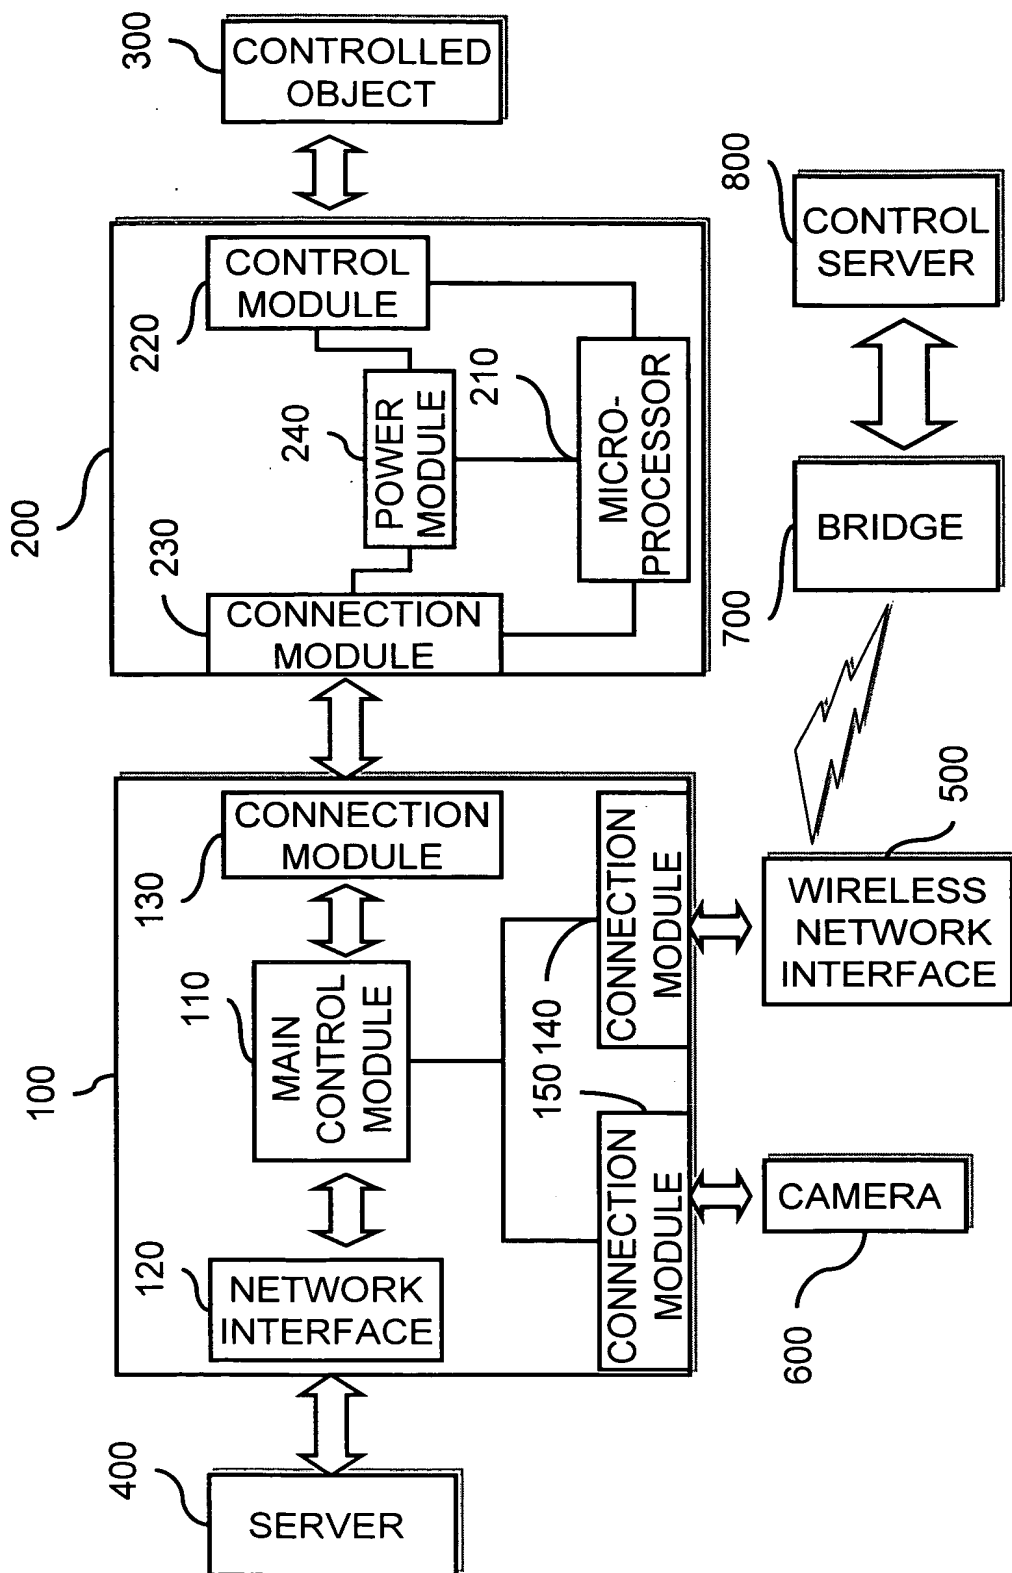 300
CONTROLLED
OBJECT
200
220
CONTROL
MODULE
240
POWER
MODULE
210
MICRO-
PROCESSOR
230
CONNECTION
MODULE
800
CONTROL
SERVER
700
BRIDGE
100
130
CONNECTION
MODULE
110
MAIN
CONTROL
MODULE
120
NETWORK
INTERFACE
140
CONNECTION
MODULE
150
CONNECTION
MODULE
500
WIRELESS
NETWORK
INTERFACE
600
CAMERA
400
SERVER